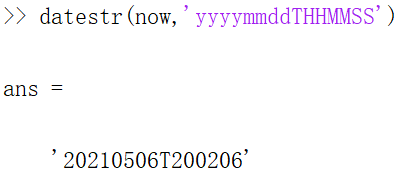 >> datestr(now,'yyyymmddTHHMMSS')
ans =
'20210506T200206'